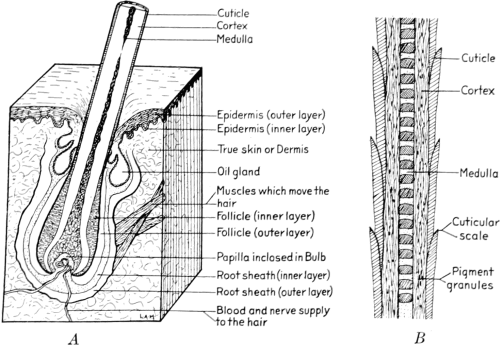 Cuticle
Cortex
Medulla
Epidermis (outer layer)
Epidermis (inner layer)
True skin or Dermis
Oil gland
Muscles which move the
hair
Follicle (inner layer)
Follicle (outer layer)
Papilla inclosed in Bulb
Root sheath (inner layer)
Root sheath (outer layer)
Blood and nerve supply
to the hair
L.A.M.
A
Cuticle
Cortex
Medulla
Cuticular
scale
Pigment
granules
B